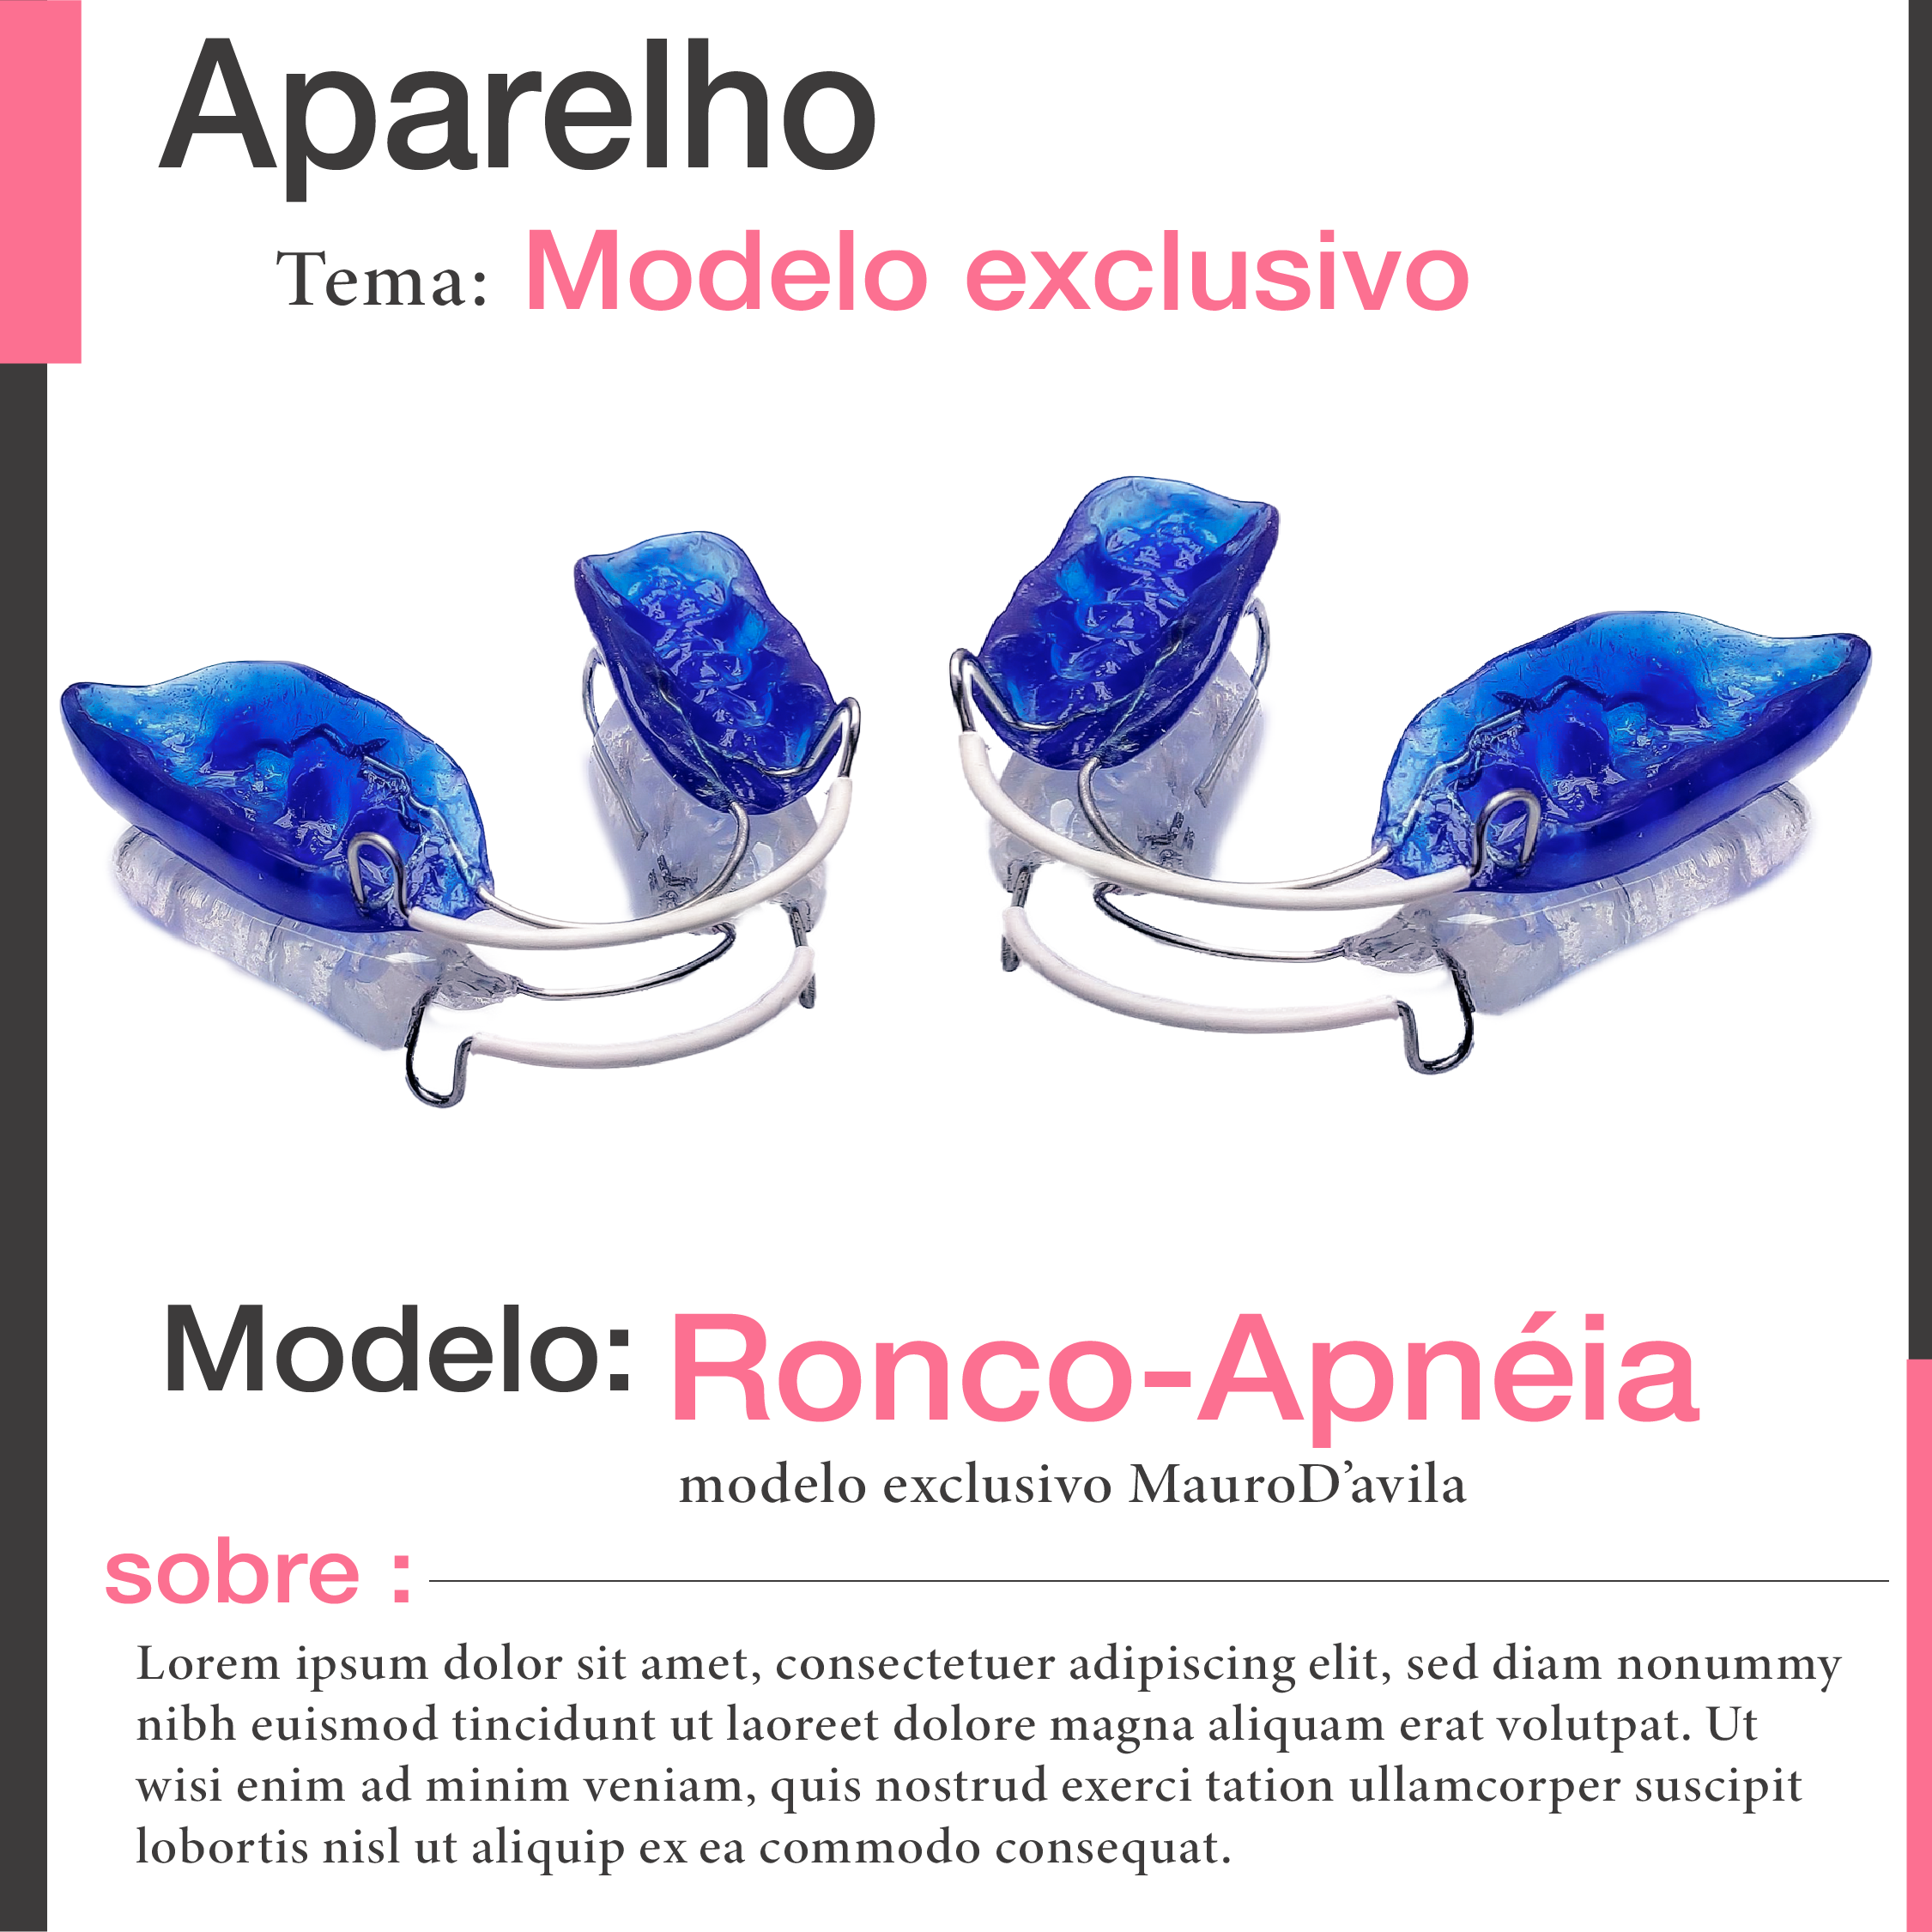 Aparelho
Tema: Modelo exclusivo
Modelo: Ronco-Apnéia
modelo exclusivo MauroD’avila
sobre :
Lorem ipsum dolor sit amet, consectetuer adipiscing elit, sed diam nonummy
nibh euismod tincidunt ut laoreet dolore magna aliquam erat volutpat. Ut
wisi enim ad minim veniam, quis nostrud exerci tation ullamcorper suscipit
lobortis nisl ut aliquip ex ea commodo consequat.